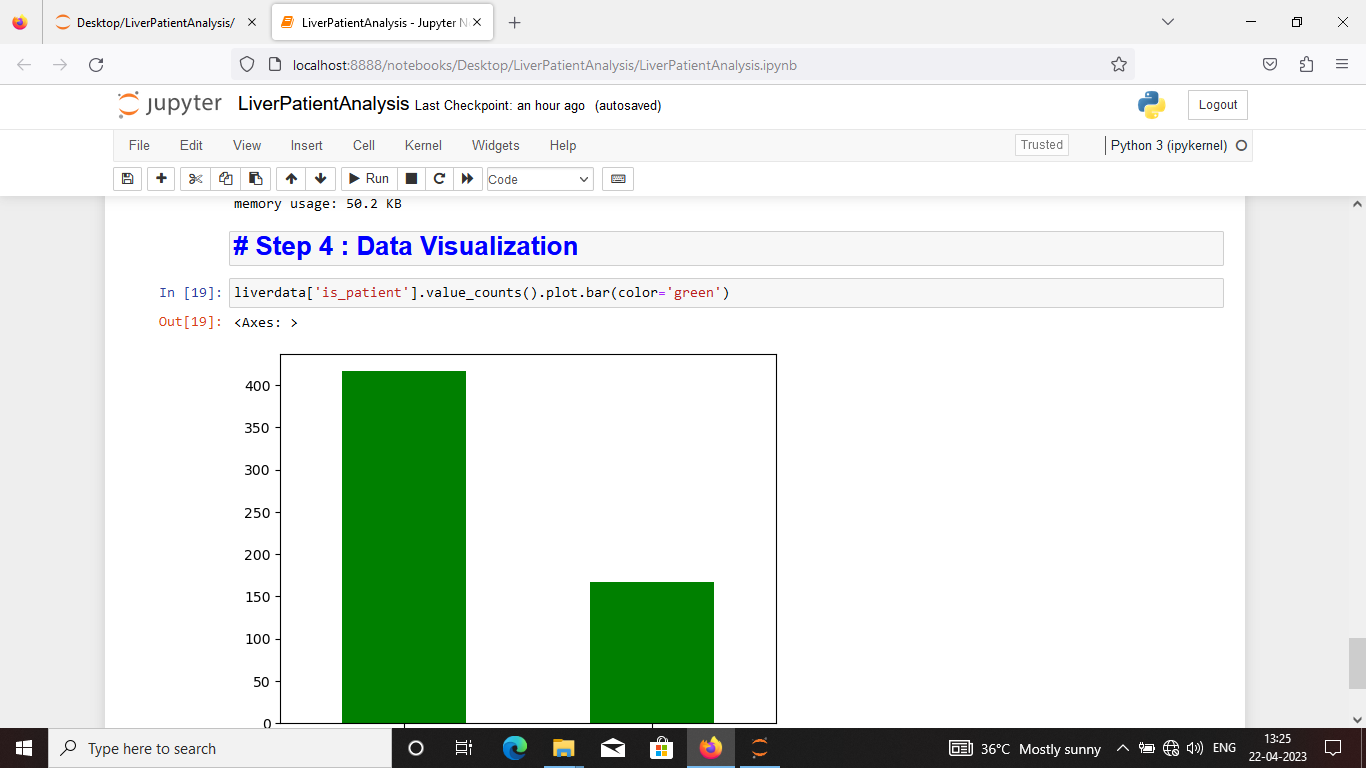 Desktop/LiverPatientAnalysis/
LiverPatientAnalysis - Jupyter N
localhost:8888/notebooks/Desktop/LiverPatientAnalysis/LiverPatientAnalysis.ipynb
jupyter LiverPatientAnalysis Last Checkpoint: an hour ago (autosaved)
Logout
File Edit View Insert Cell Kernel Widgets Help
Trusted
Python 3 (ipykernel)
Run
Code
memory usage: 50.2 KB
# Step 4 : Data Visualization
In [19]: liverdata['is_patient'].value_counts().plot.bar(color='green')
Out[19]: <Axes: >
400
350
300
250
200
150
100
50
0
Type here to search
36°C Mostly sunny
ENG
13:25
22-04-2023